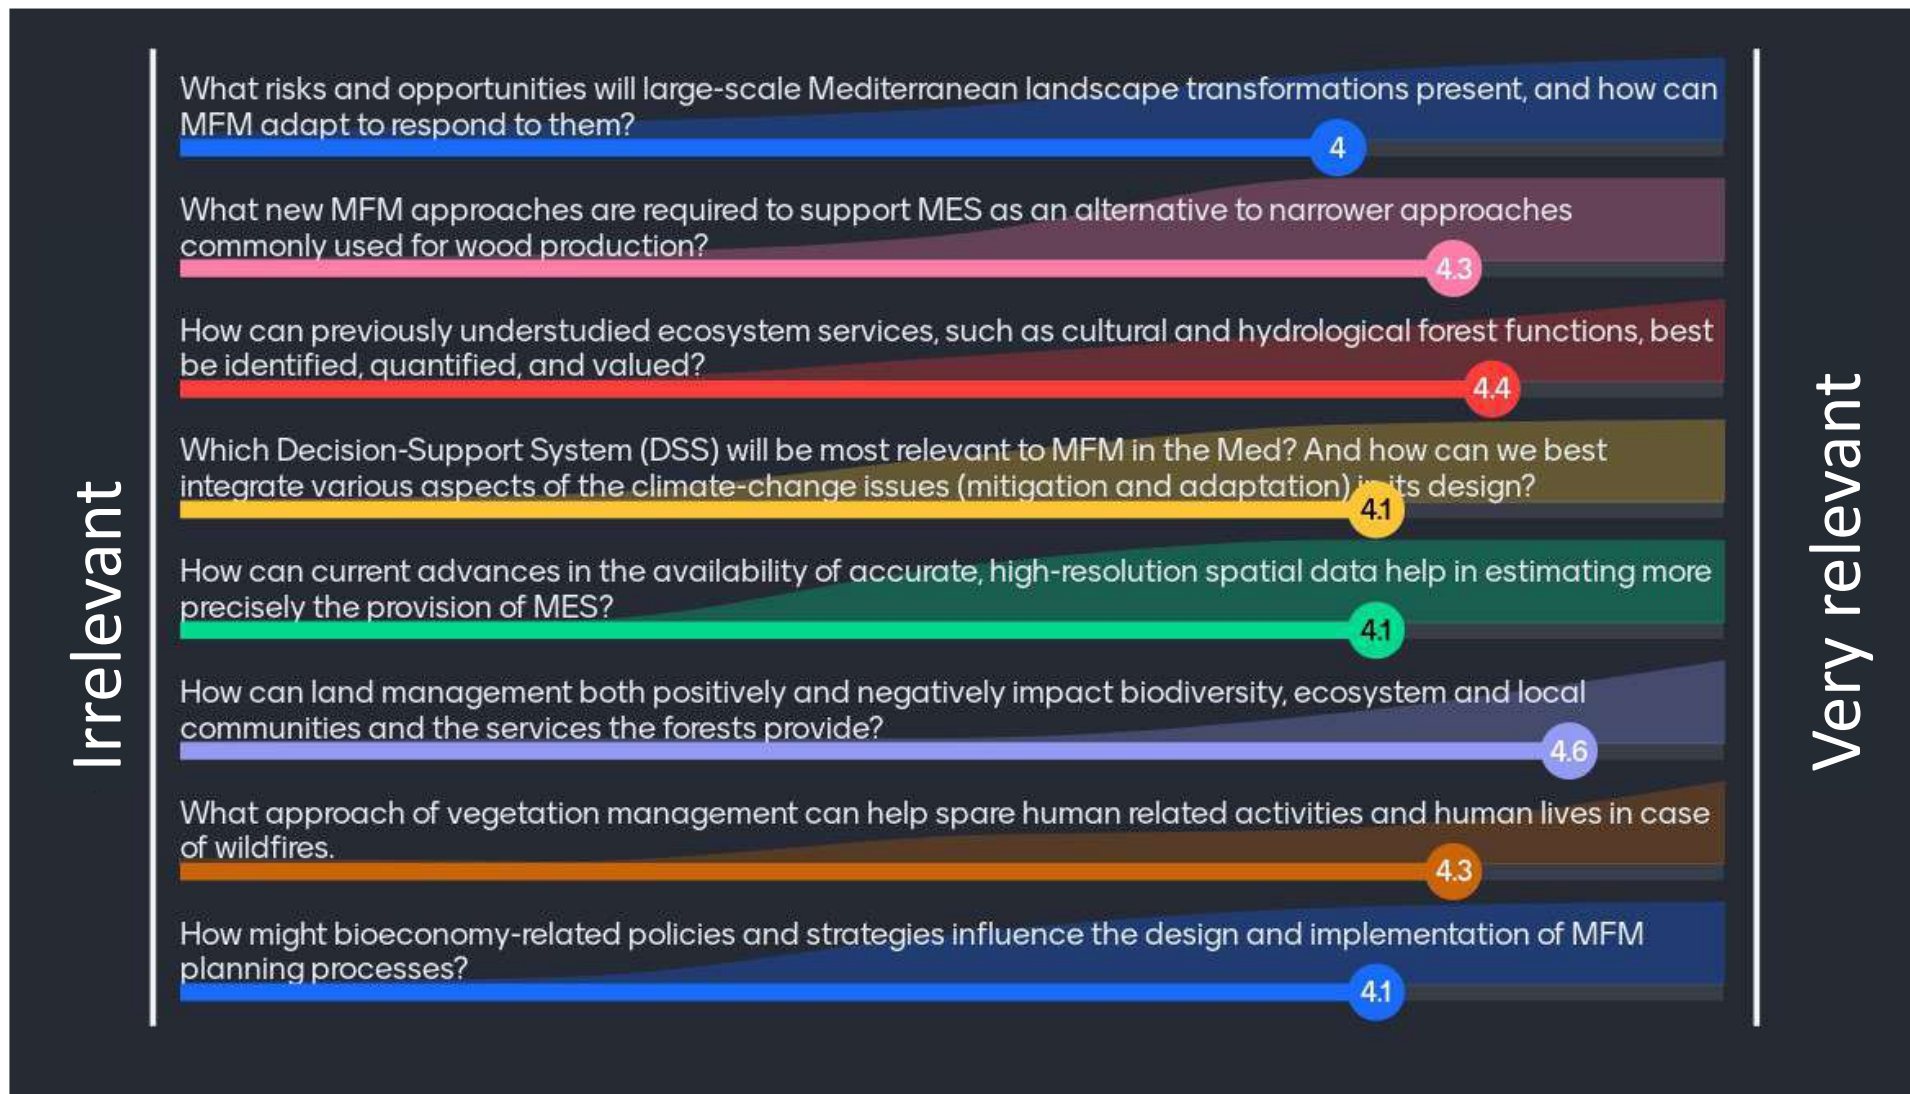 What risks and opportunities will large-scale Mediterranean landscape transformations present, and how can
MFM adapt to respond to them?
4
What new MFM approaches are required to support MES as an alternative to narrower approaches
commonly used for wood production?
4.3
How can previously understudied ecosystem services, such as cultural and hydrological forest functions, best
be identified, quantified, and valued?
4.4
Which Decision-Support System (DSS) will be most relevant to MFM in the Med? And how can we best
integrate various aspects of the climate-change issues (mitigation and adaptation) in its design?
4.1
How can current advances in the availability of accurate, high-resolution spatial data help in estimating more
precisely the provision of MES?
4.1
How can land management both positively and negatively impact biodiversity, ecosystem and local
communities and the services the forests provide?
4.6
What approach of vegetation management can help spare human related activities and human lives in case
of wildfires.
4.3
How might bioeconomy-related policies and strategies influence the design and implementation of MFM
planning processes?
4.1
Irrelevant
Very relevant